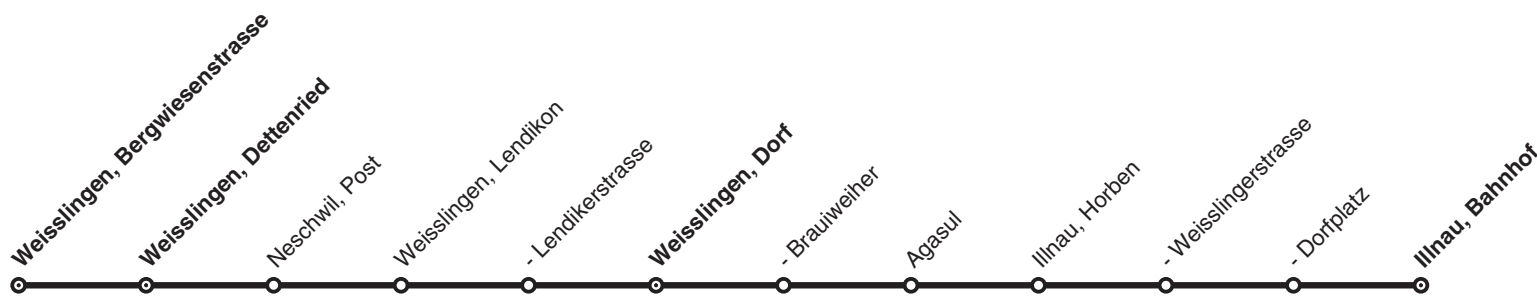 Weisslingen, Bergwiesenstrasse
Weisslingen, Dettenried
Neschwil, Post
Weisslingen, Lendikon
- Lendikerstrasse
Weisslingen, Dorf
- Brauiweiher
Agasul
Illnau, Horben
- Weisslingerstrasse
- Dorfplatz
Illnau, Bahnhof